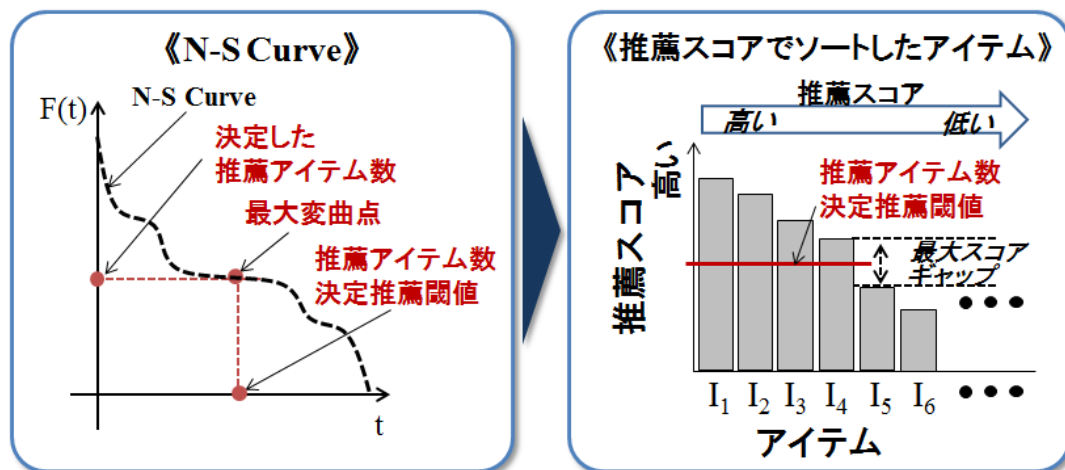 《N-S Curve》
N-S Curve
F(t)
決定した
推薦アイテム数
最大変曲点
推薦アイテム数
決定推薦閾値
t
《推薦スコアでソートしたアイテム》
推薦スコア
高い
低い
推薦スコア
高い
推薦アイテム数
決定推薦閾値
最大スコア
ギャップ
●●●
I₁ I₂ I₃ I₄ I₅ I₆ ●●●
アイテム